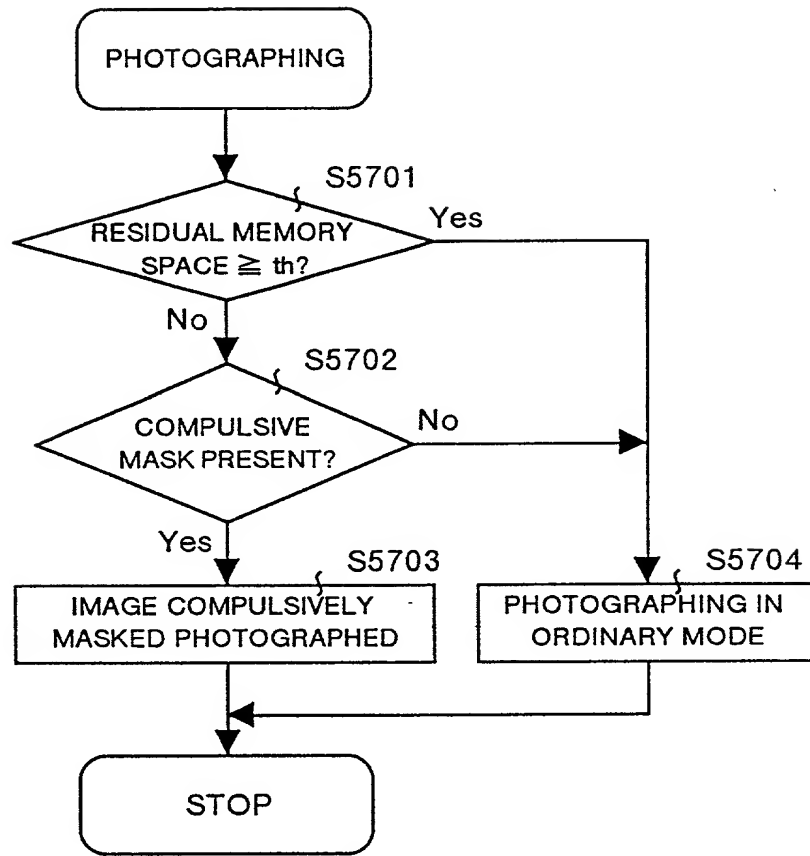 PHOTOGRAPHING
S5701
RESIDUAL MEMORY
SPACE ≧ th?
Yes
No
S5702
COMPULSIVE
MASK PRESENT?
No
Yes
S5703
IMAGE COMPULSIVELY
MASKED PHOTOGRAPHED
S5704
PHOTOGRAPHING IN
ORDINARY MODE
STOP